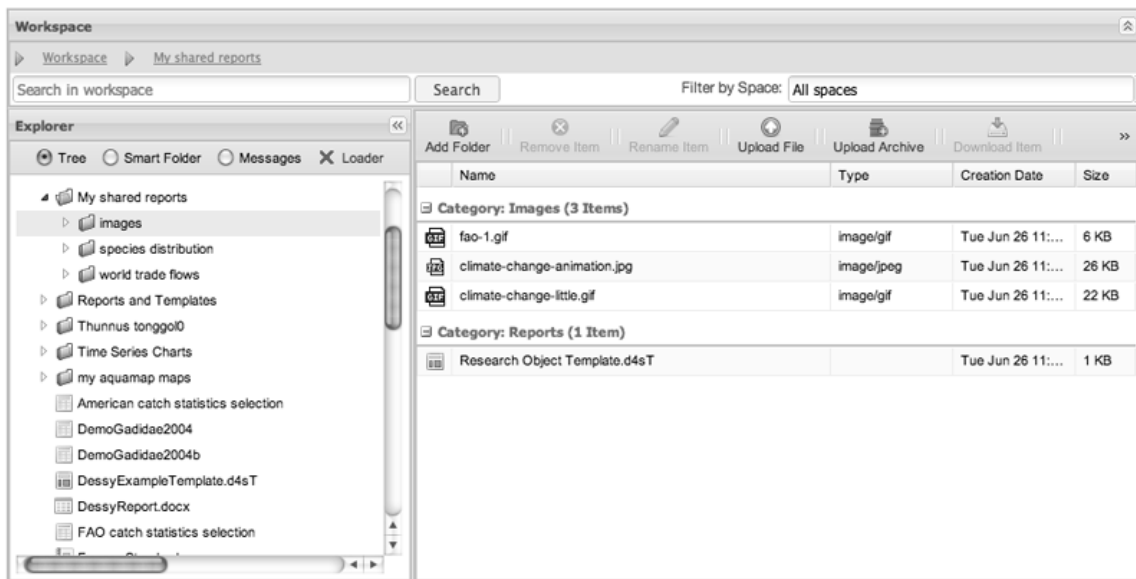 Workspace
Workspace My shared reports
Search in workspace Search Filter by Space: All spaces
Explorer
Tree Smart Folder Messages Loader
My shared reports
images
species distribution
world trade flows
Reports and Templates
Thunnus tonggol0
Time Series Charts
my aquamap maps
American catch statistics selection
DemoGadidae2004
DemoGadidae2004b
DessyExampleTemplate.d4sT
DessyReport.docx
FAO catch statistics selection
Add Folder Remove Item Rename Item Upload File Upload Archive Download Item
Name Type Creation Date Size
Category: Images (3 Items)
fao-1.gif image/gif Tue Jun 26 11:... 6 KB
climate-change-animation.jpg image/jpeg Tue Jun 26 11:... 26 KB
climate-change-little.gif image/gif Tue Jun 26 11:... 22 KB
Category: Reports (1 Item)
Research Object Template.d4sT Tue Jun 26 11:... 1 KB